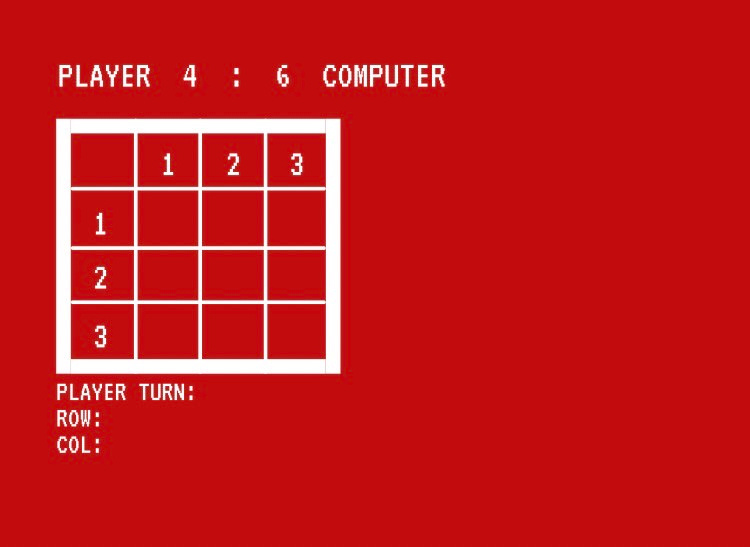 PLAYER 4 : 6 COMPUTER
1 2 3
1
2
3
PLAYER TURN:
ROW:
COL: